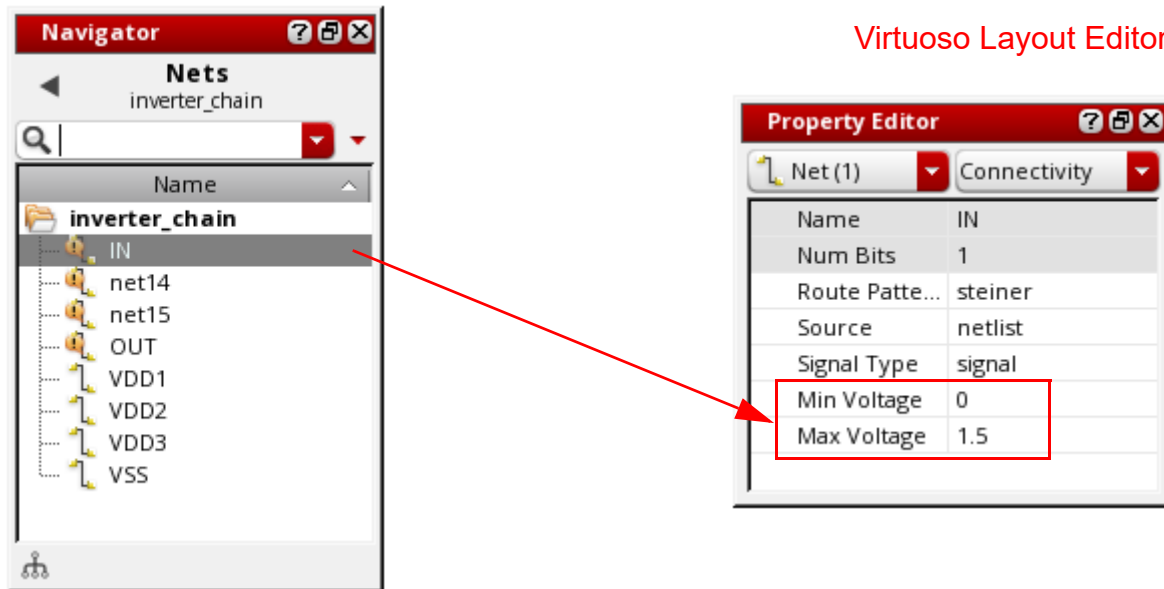 Navigator
Nets
inverter_chain
Name
inverter_chain
IN
net14
net15
OUT
VDD1
VDD2
VDD3
VSS
Virtuoso Layout Editor
Property Editor
Net (1) Connectivity
Name IN
Num Bits 1
Route Patte... steiner
Source netlist
Signal Type signal
Min Voltage 0
Max Voltage 1.5